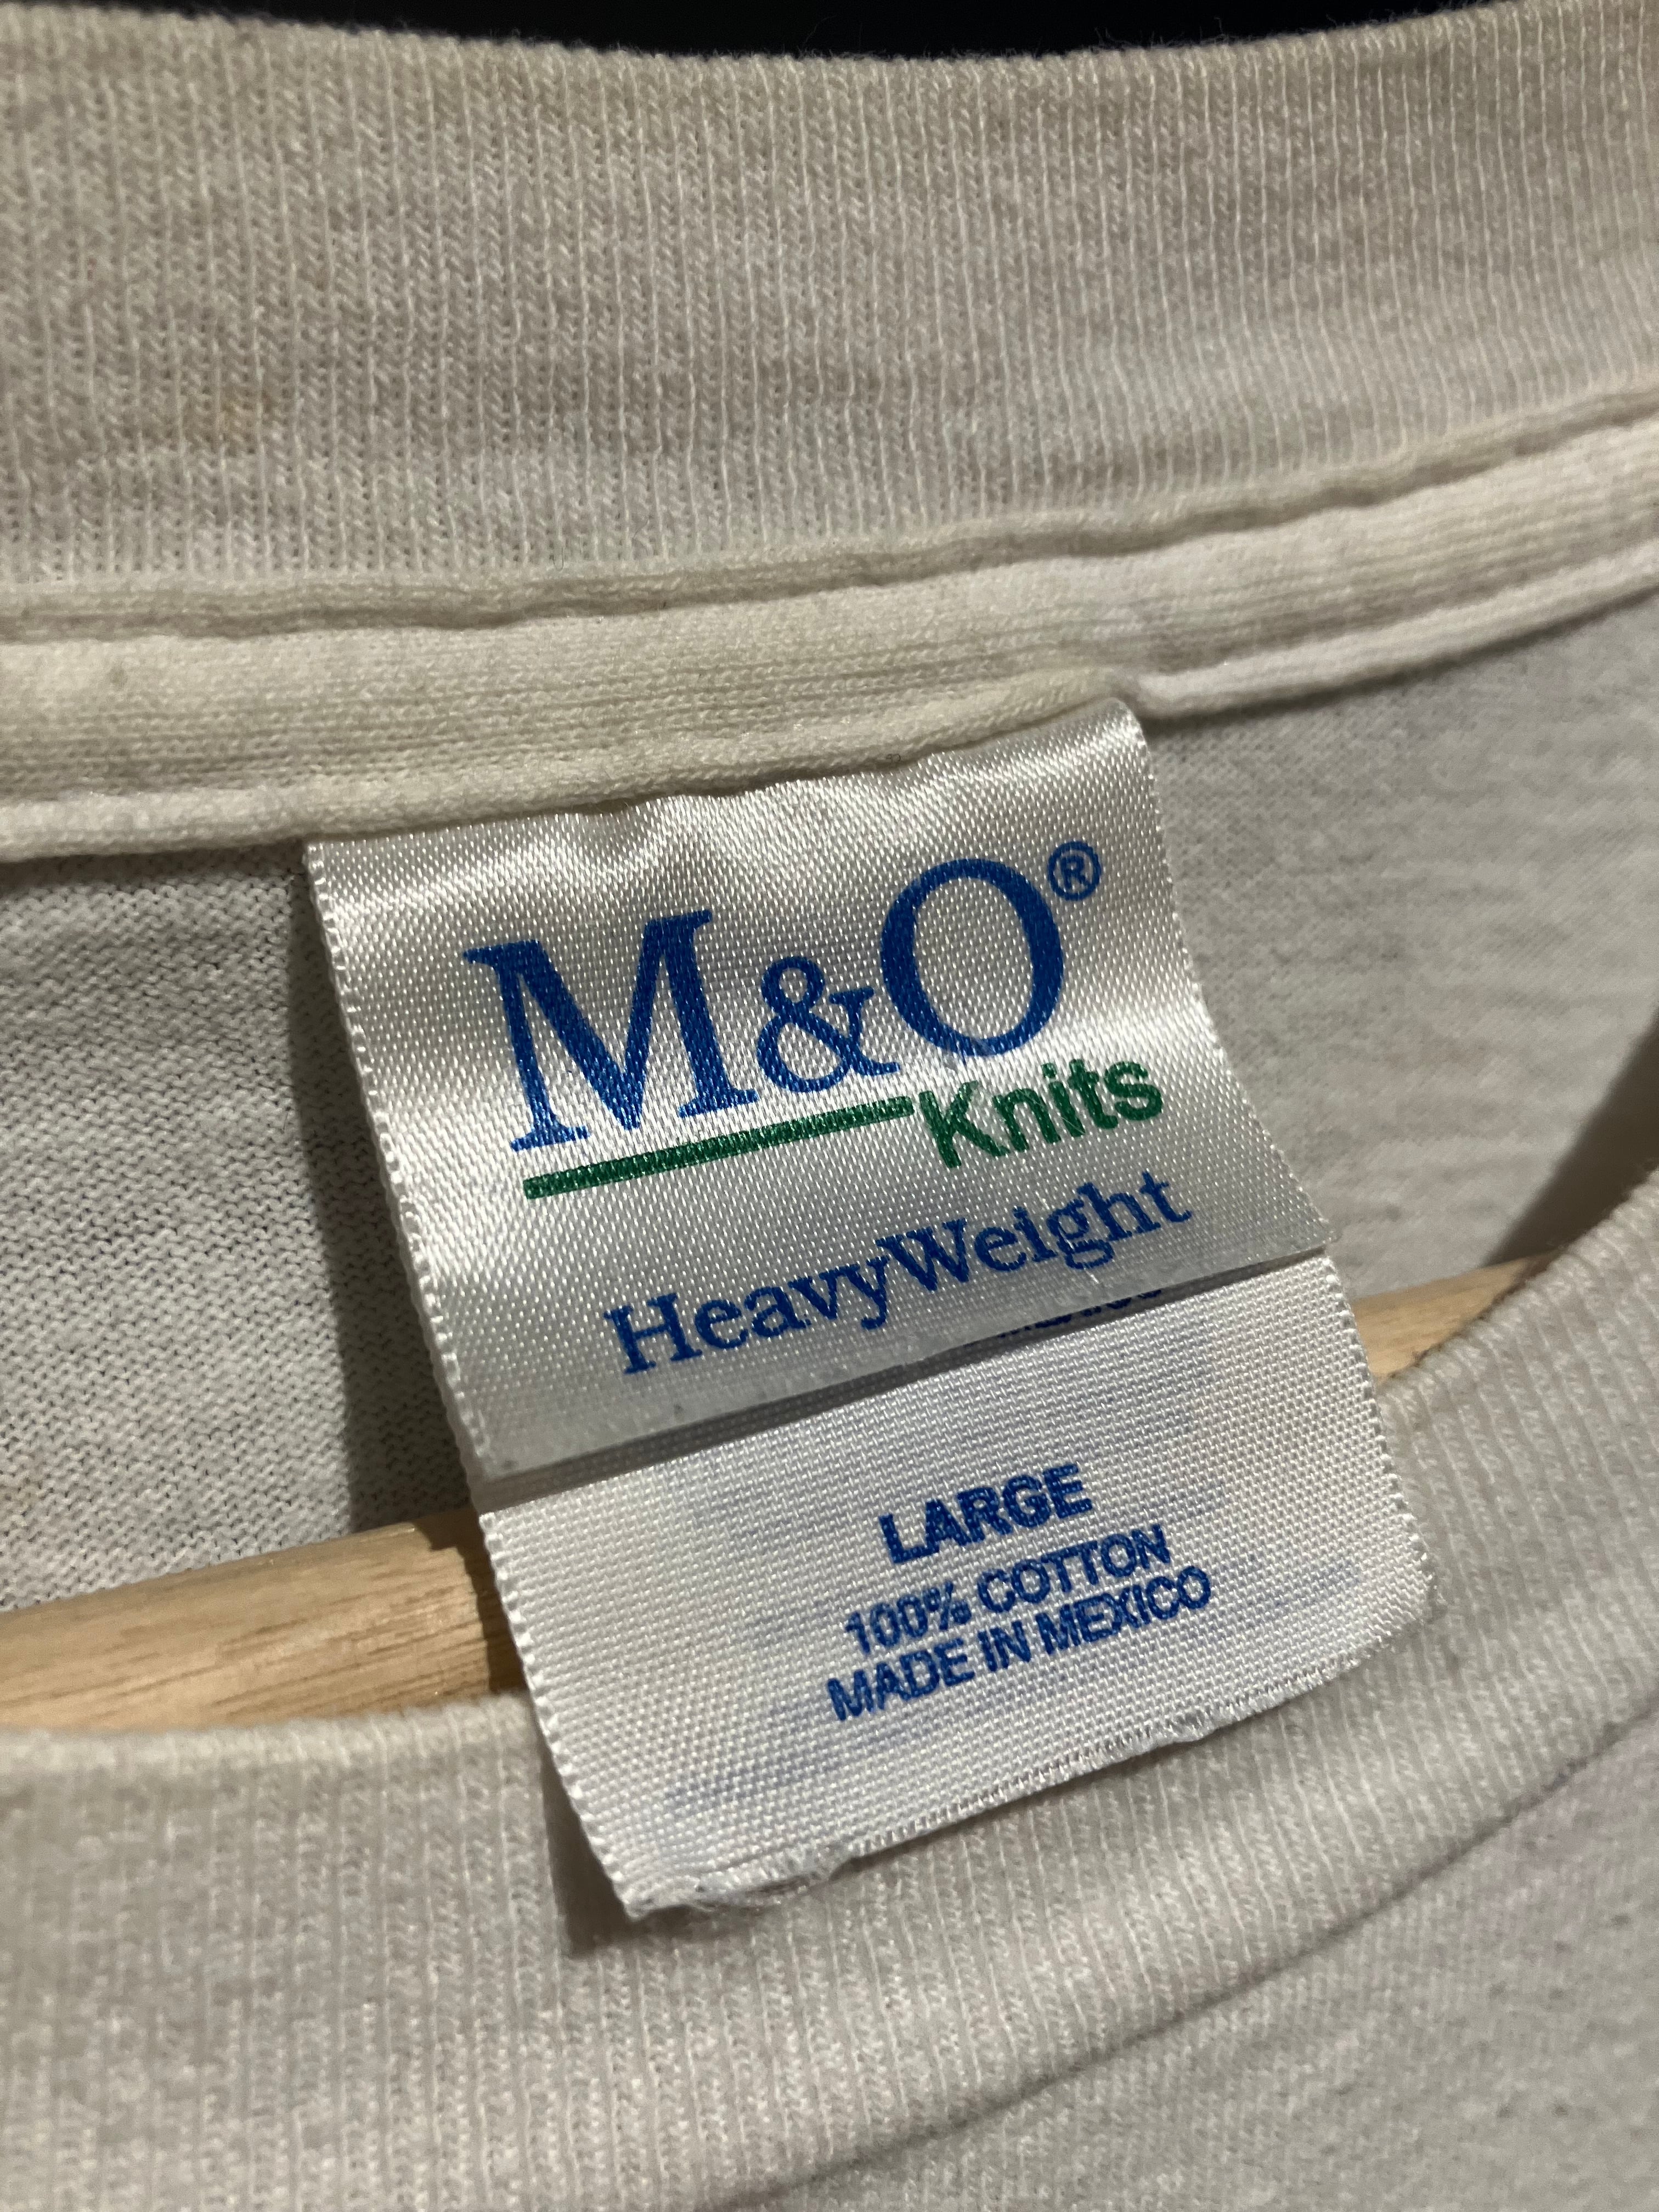 M&O®
Knits
HeavyWeight
LARGE
100% COTTON
MADE IN MEXICO